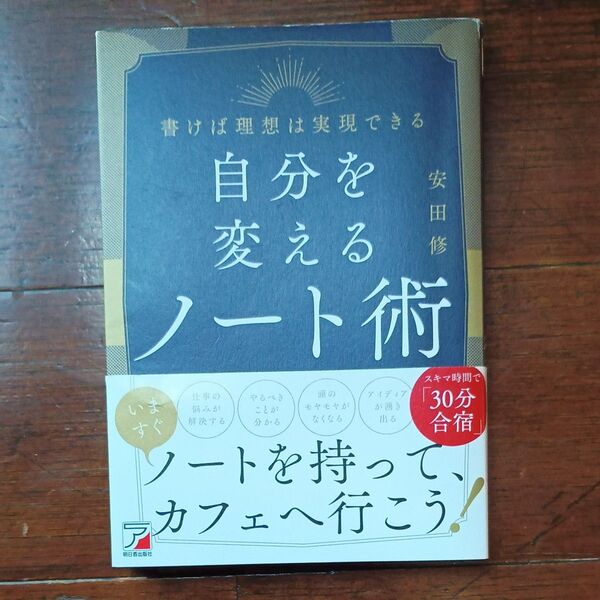 書けば理想は実現できる
自分を
変える
ノート術
安田修
いますぐ
仕事の
悩みが
解決する
やるべき
ことが
分かる
頭の
モヤモヤが
なくなる
アイディア
が湧き
出る
スキマ時間で
「30分
合宿」
ノートを持って、
カフェへ行こう!
ア
明日香出版社